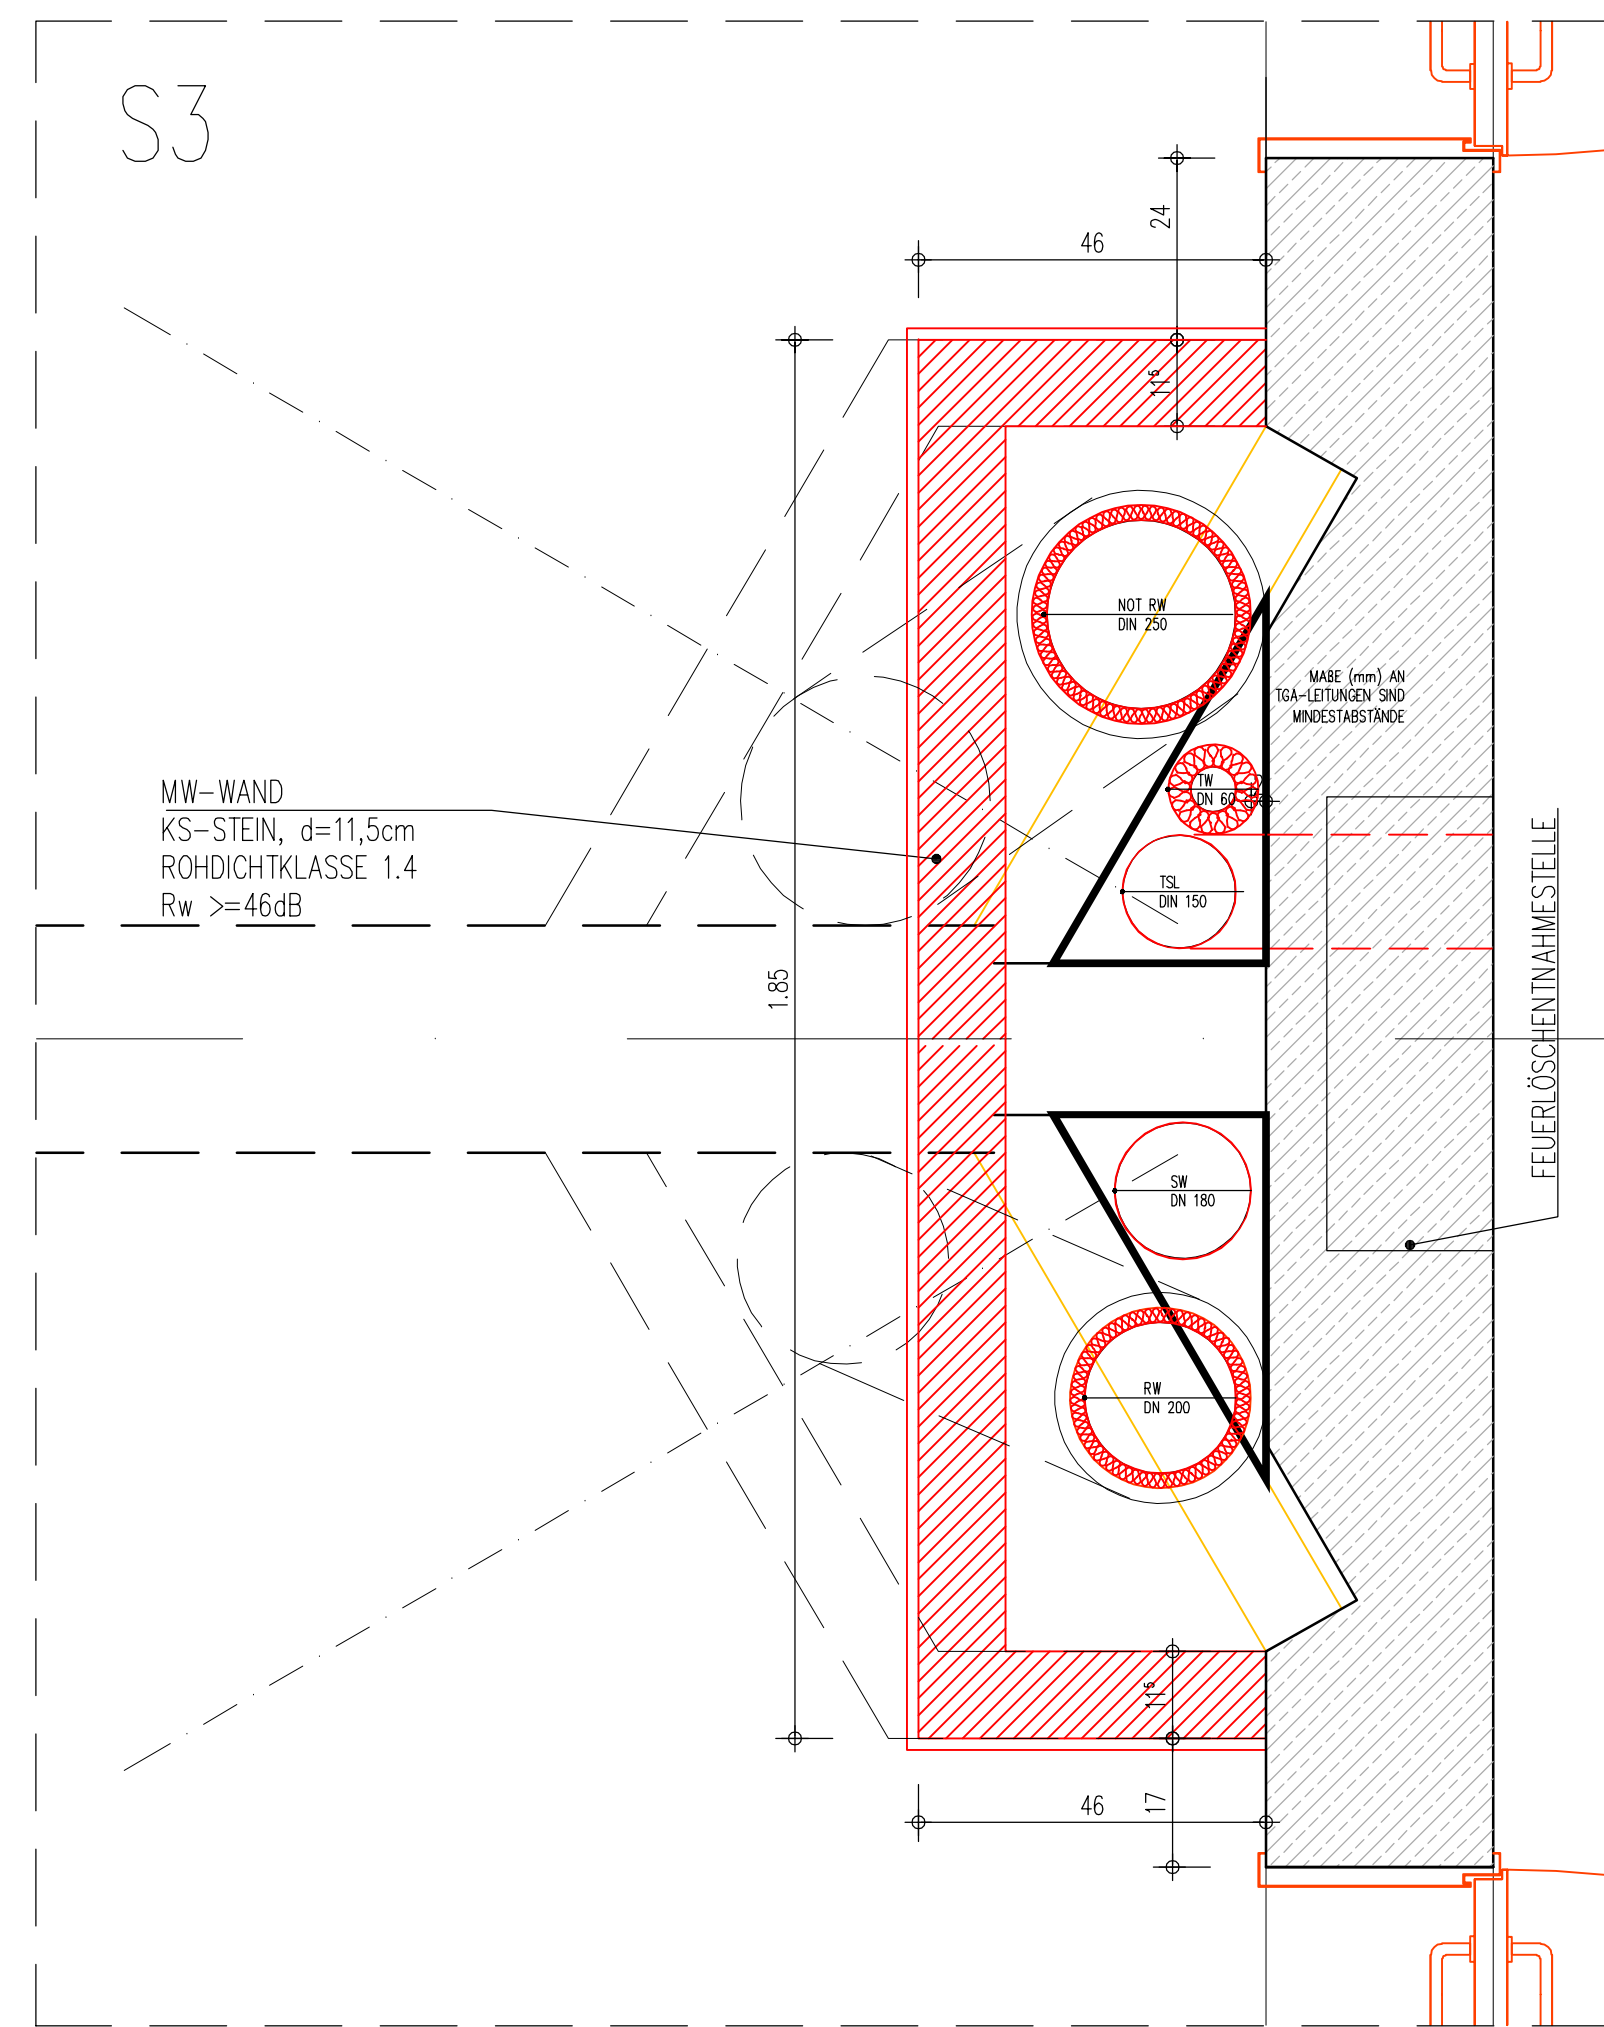 S3
24
46
11⁵
NOT RW
DIN 250
MAßE (mm) AN
TGA-LEITUNGEN SIND
MINDESTABSTÄNDE
TW
DN 60
MW-WAND
KS-STEIN, d=11,5cm
ROHDICHTKLASSE 1.4
Rw >=46dB
TSL
DIN 150
1.85
FEUERLÖSCHENTNAHMESTELLE
SW
DN 180
RW
DN 200
11⁵
46
17